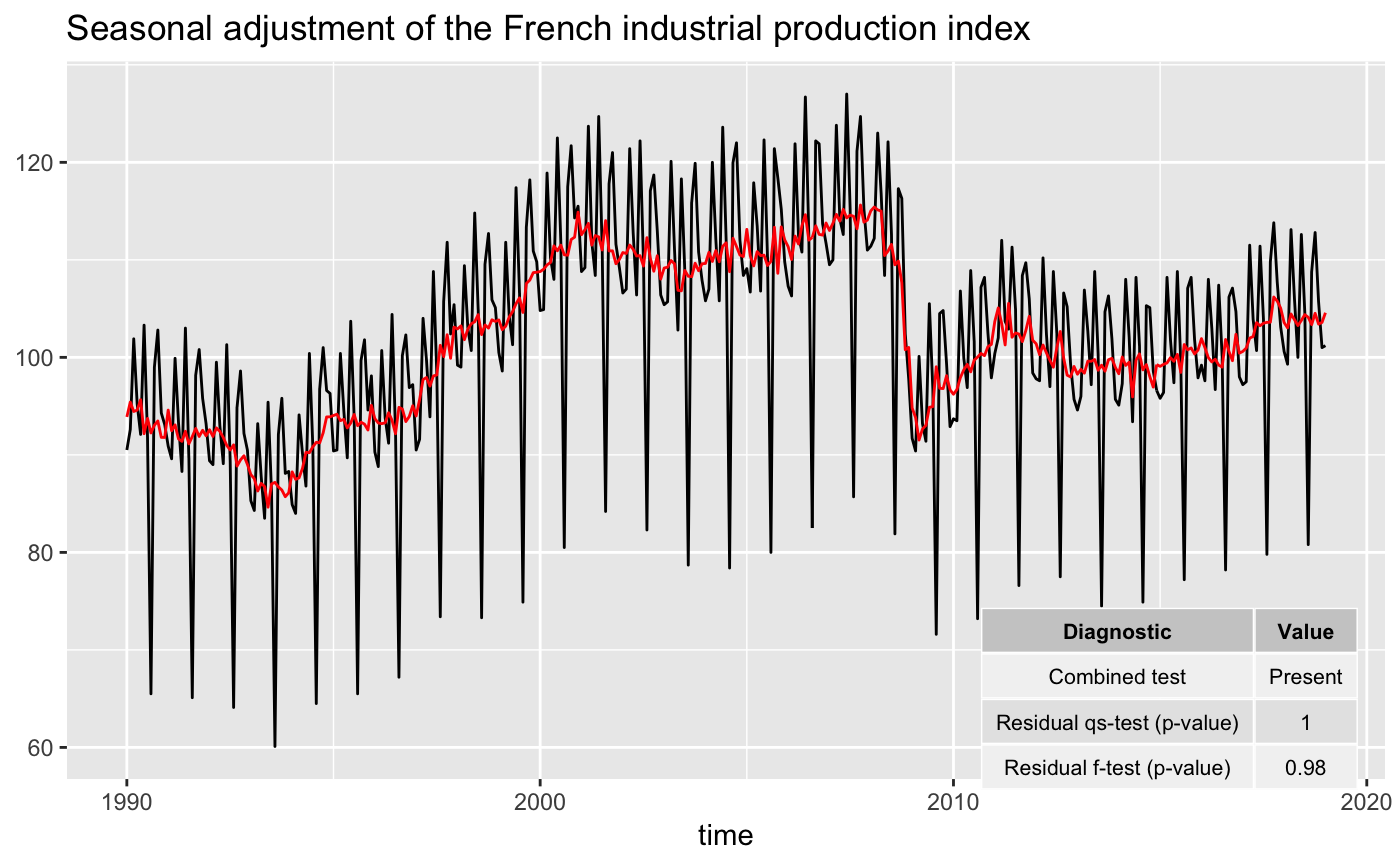 Seasonal adjustment of the French industrial production index
120
100
80
60
Diagnostic Value
Combined test Present
Residual qs-test (p-value) 1
Residual f-test (p-value) 0.98
1990 2000 2010 2020
time